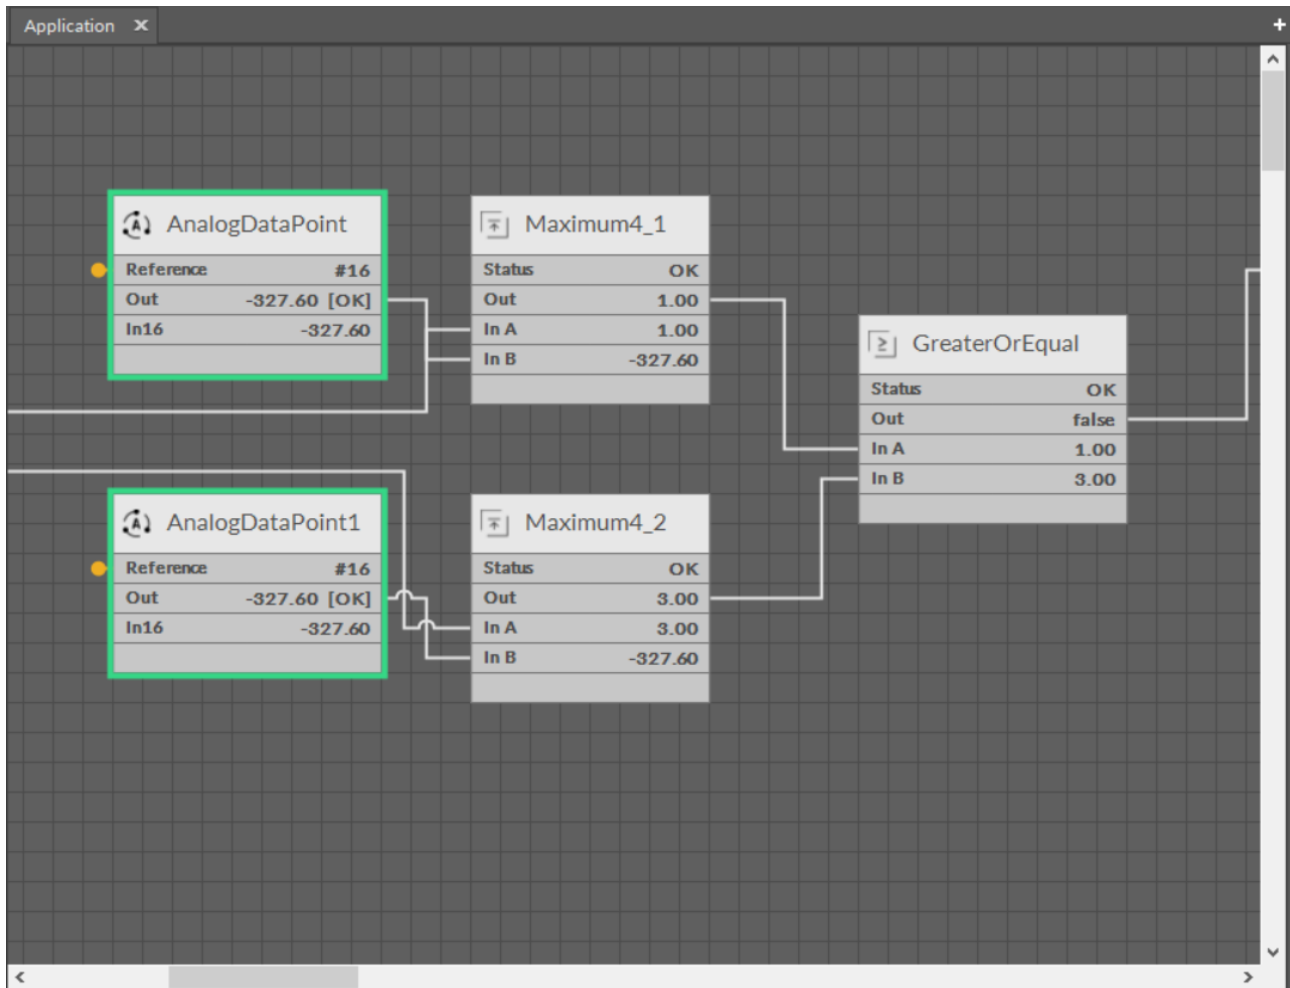 Application x
+
AnalogDataPoint
Reference #16
Out -327.60 [OK]
In16 -327.60
Maximum4_1
Status OK
Out 1.00
In A 1.00
In B -327.60
GreaterOrEqual
Status OK
Out false
In A 1.00
In B 3.00
AnalogDataPoint1
Reference #16
Out -327.60 [OK]
In16 -327.60
Maximum4_2
Status OK
Out 3.00
In A 3.00
In B -327.60